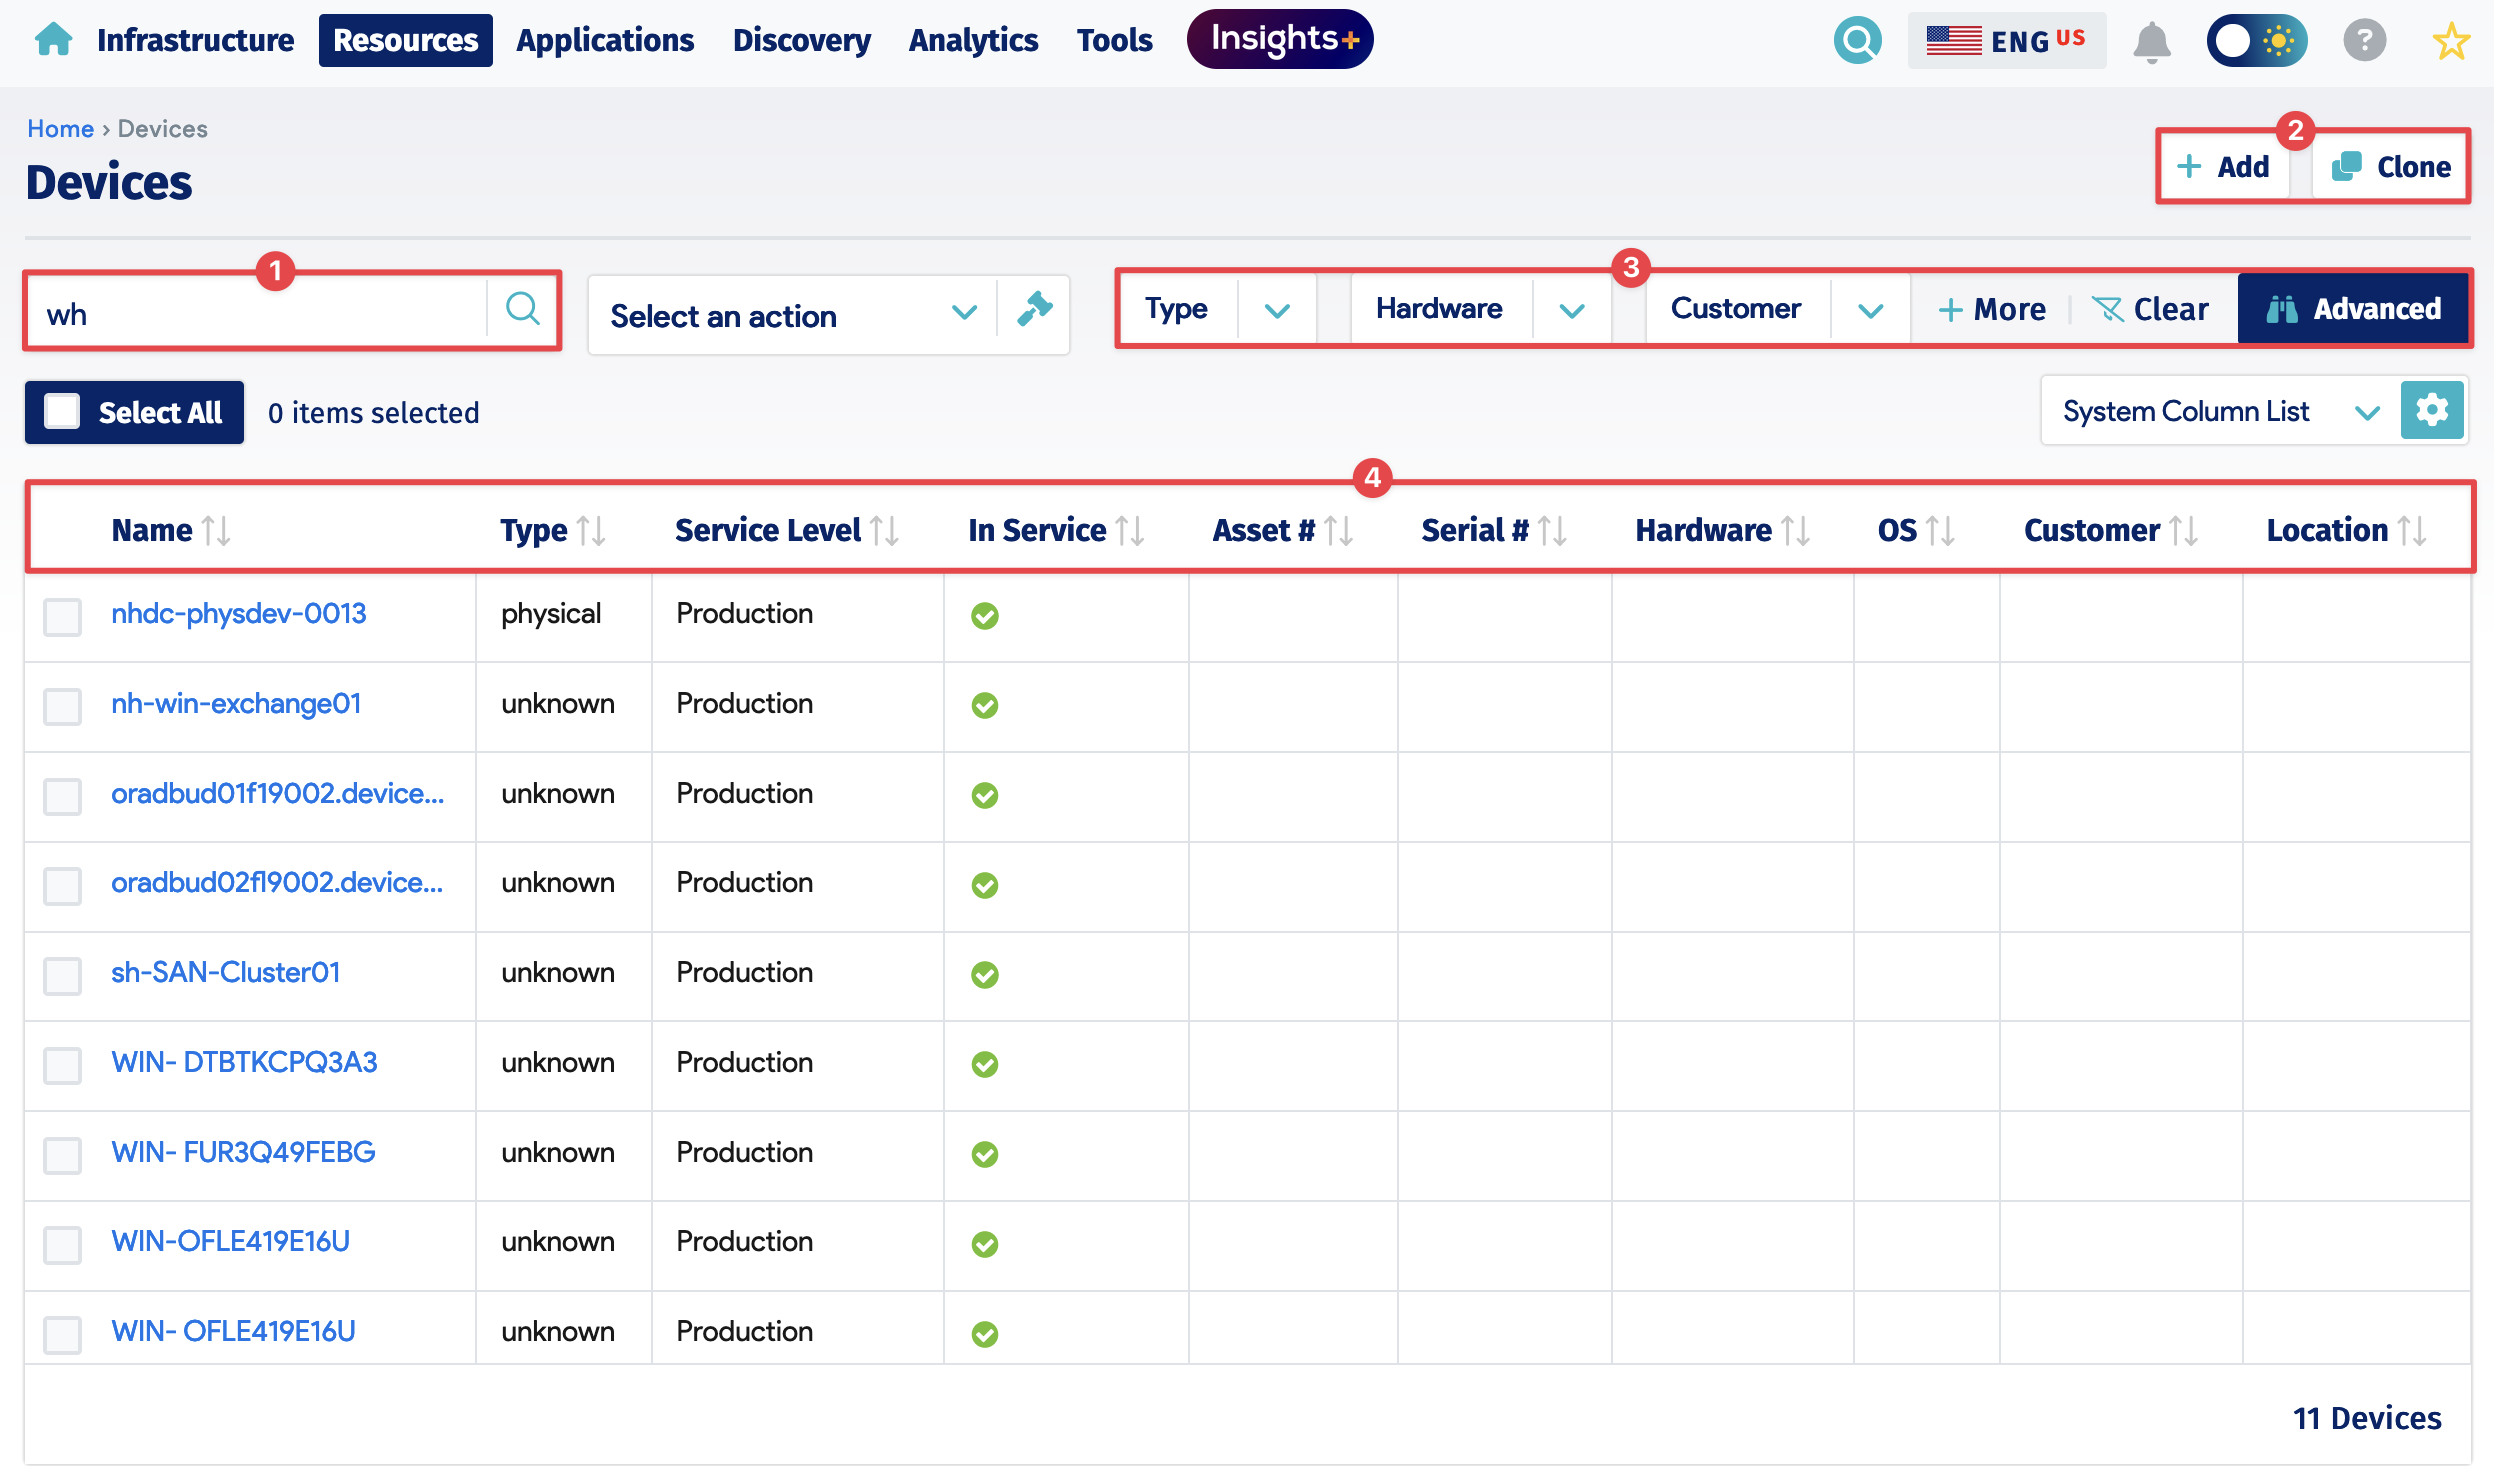 Infrastructure Resources Applications Discovery Analytics Tools Insights+ ENG US ?
Home › Devices
Devices
2
+ Add Clone
1
wh
Select an action
3
Type Hardware Customer + More Clear Advanced
Select All 0 items selected
System Column List
4
Name Type Service Level In Service Asset # Serial # Hardware OS Customer Location
nhdc-physdev-0013 physical Production
nh-win-exchange01 unknown Production
oradbud01f19002.device... unknown Production
oradbud02fl9002.device... unknown Production
sh-SAN-Cluster01 unknown Production
WIN- DTBTKCPQ3A3 unknown Production
WIN- FUR3Q49FEBG unknown Production
WIN-OFLE419E16U unknown Production
WIN- OFLE419E16U unknown Production
11 Devices